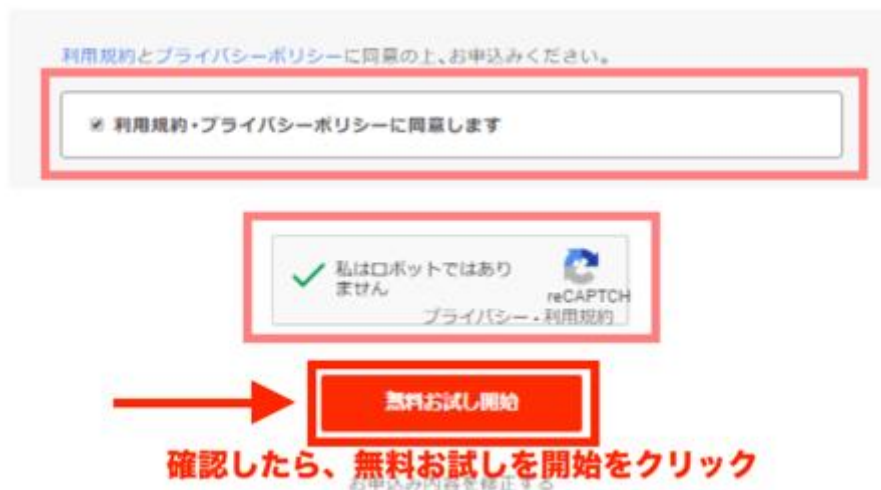 利用規約とプライバシーポリシーに同意の上、お申込みください。
利用規約・プライバシーポリシーに同意します
私はロボットではあり
ません
reCAPTCH
プライバシー・利用規約
無料お試し開始
確認したら、無料お試しを開始をクリック
お申込み内容を修正する